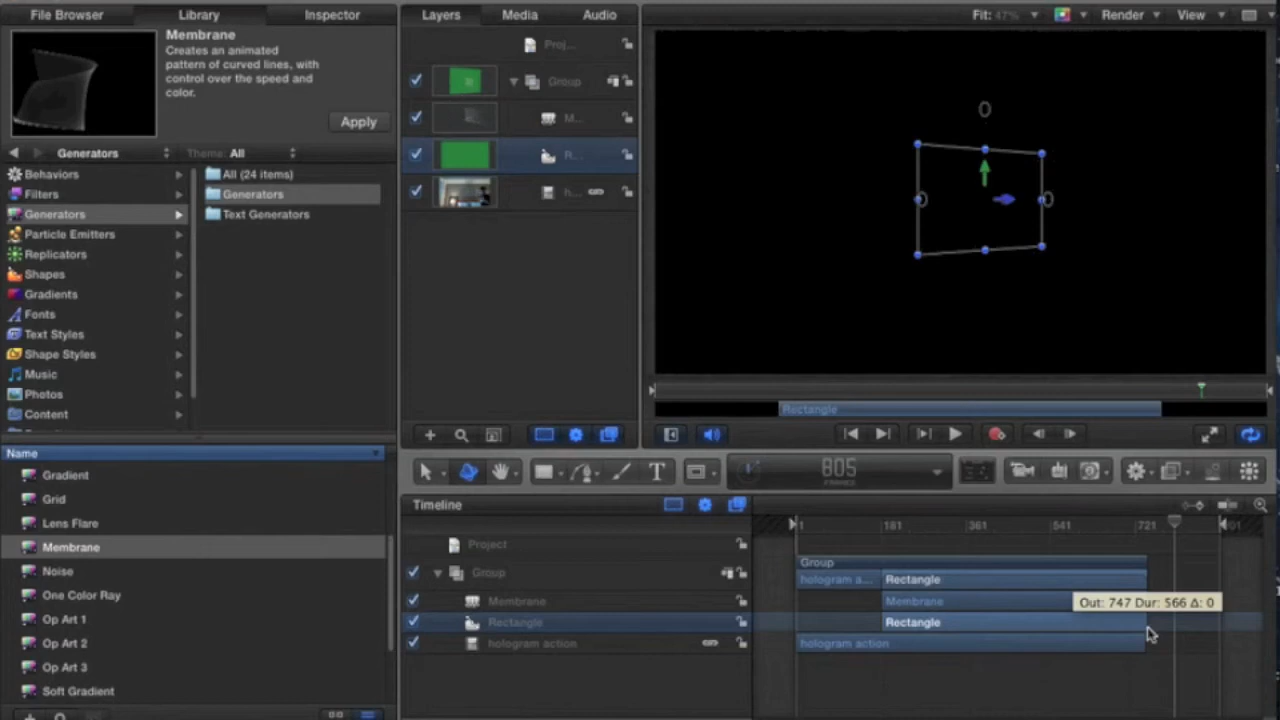 File Browser
Library
Inspector
Membrane
Creates an animated
pattern of curved lines, with
control over the speed and
color.
Apply
Generators
Theme: All
Behaviors
Filters
Generators
Particle Emitters
Replicators
Shapes
Gradients
Fonts
Text Styles
Shape Styles
Music
Photos
Content
All (24 items)
Generators
Text Generators
Name
Gradient
Grid
Lens Flare
Membrane
Noise
One Color Ray
Op Art 1
Op Art 2
Op Art 3
Soft Gradient
Layers
Media
Audio
Proj...
Group
M...
R...
h...
Fit: 47%
Render
View
Rectangle
T
805
FRAMES
Timeline
1
181
361
541
721
Project
Group
Membrane
Rectangle
hologram action
Group
hologram a...
Rectangle
Membrane
Out: 747 Dur: 566 Δ: 0
Rectangle
hologram action